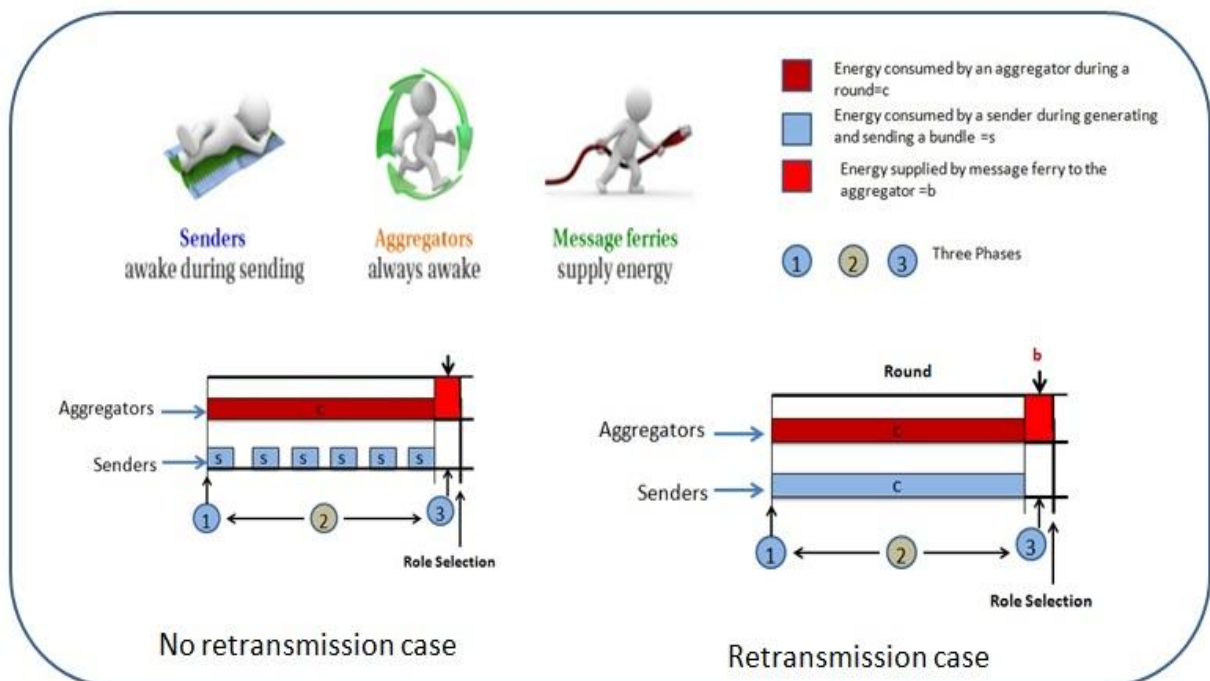 Energy consumed by an aggregator during a
round=c
Energy consumed by a sender during generating
and sending a bundle =s
Energy supplied by message ferry to the
aggregator =b
Senders
awake during sending
Aggregators
always awake
Message ferries
supply energy
1 2 3 Three Phases
Aggregators
c
Senders
s s s s s s
1 2 3
Role Selection
No retransmission case
b
Round
Aggregators
c
Senders
c
1 2 3
Role Selection
Retransmission case